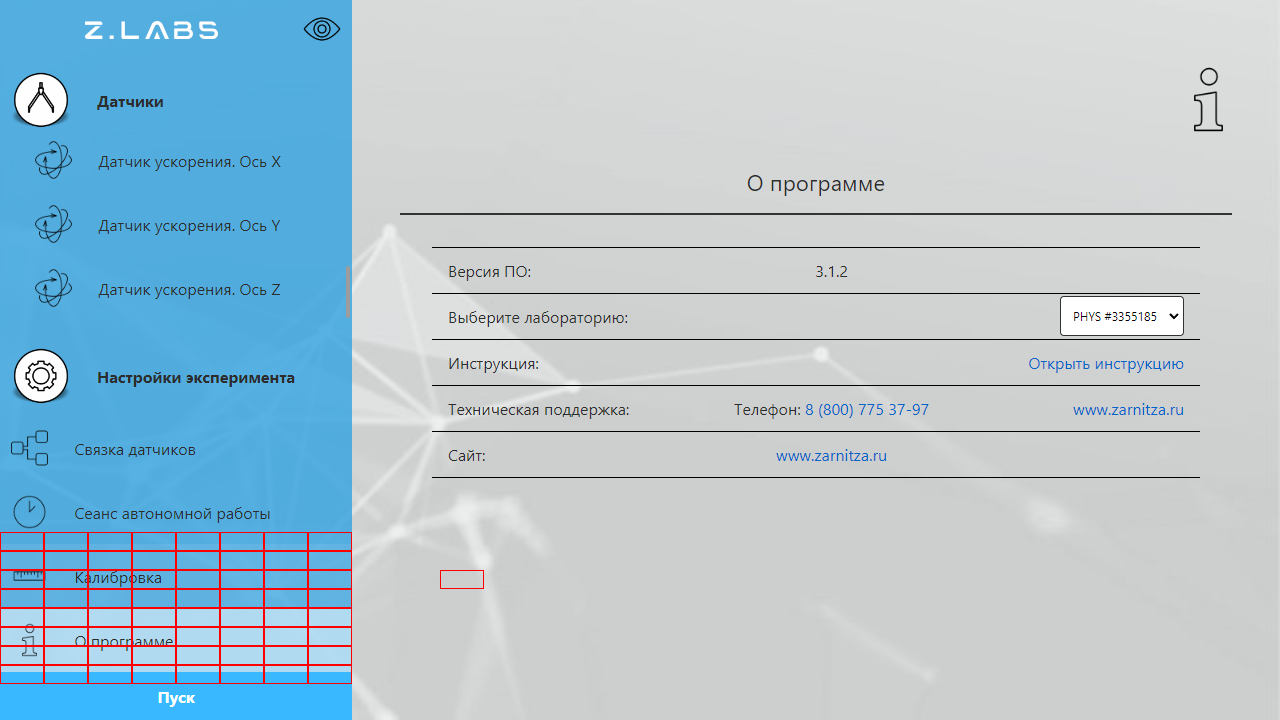 Z.LABS
Датчики
Датчик ускорения. Ось X
Датчик ускорения. Ось Y
Датчик ускорения. Ось Z
Настройки эксперимента
Связка датчиков
Сеанс автономной работы
Калибровка
О программе
Пуск
О программе
Версия ПО: 3.1.2
Выберите лабораторию: PHYS #3355185
Инструкция: Открыть инструкцию
Техническая поддержка: Телефон: 8 (800) 775 37-97 www.zarnitza.ru
Сайт: www.zarnitza.ru